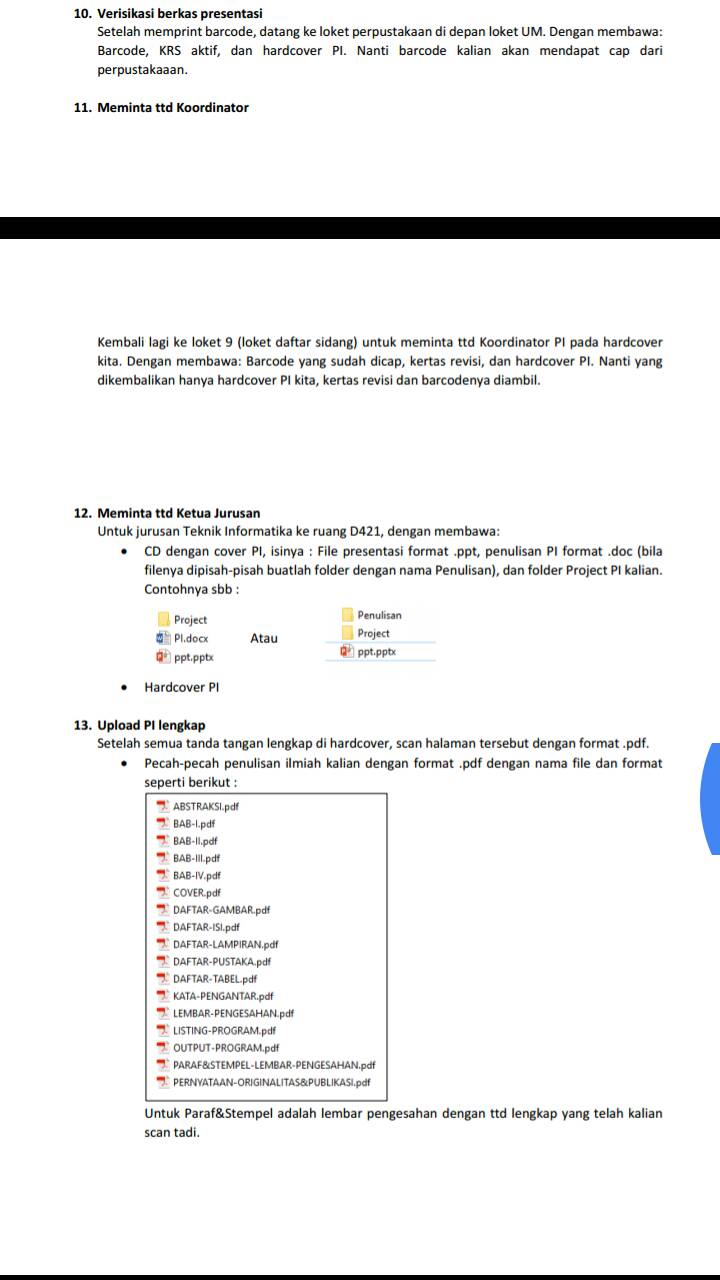 10. Verisikasi berkas presentasi
Setelah memprint barcode, datang ke loket perpustakaan di depan loket UM. Dengan membawa:
Barcode, KRS aktif, dan hardcover PI. Nanti barcode kalian akan mendapat cap dari
perpustakaaan.
11. Meminta ttd Koordinator
Kembali lagi ke loket 9 (loket daftar sidang) untuk meminta ttd Koordinator PI pada hardcover
kita. Dengan membawa: Barcode yang sudah dicap, kertas revisi, dan hardcover PI. Nanti yang
dikembalikan hanya hardcover PI kita, kertas revisi dan barcodenya diambil.
12. Meminta ttd Ketua Jurusan
Untuk jurusan Teknik Informatika ke ruang D421, dengan membawa:
• CD dengan cover PI, isinya : File presentasi format .ppt, penulisan PI format .doc (bila
filenya dipisah-pisah buatlah folder dengan nama Penulisan), dan folder Project PI kalian.
Contohnya sbb :
Project
PI.docx
ppt.pptx
Atau
Penulisan
Project
ppt.pptx
• Hardcover PI
13. Upload PI lengkap
Setelah semua tanda tangan lengkap di hardcover, scan halaman tersebut dengan format .pdf.
• Pecah-pecah penulisan ilmiah kalian dengan format .pdf dengan nama file dan format
seperti berikut :
ABSTRAKSI.pdf
BAB-I.pdf
BAB-II.pdf
BAB-III.pdf
BAB-IV.pdf
COVER.pdf
DAFTAR-GAMBAR.pdf
DAFTAR-ISI.pdf
DAFTAR-LAMPIRAN.pdf
DAFTAR-PUSTAKA.pdf
DAFTAR-TABEL.pdf
KATA-PENGANTAR.pdf
LEMBAR-PENGESAHAN.pdf
LISTING-PROGRAM.pdf
OUTPUT-PROGRAM.pdf
PARAF&STEMPEL-LEMBAR-PENGESAHAN.pdf
PERNYATAAN-ORIGINALITAS&PUBLIKASI.pdf
Untuk Paraf&Stempel adalah lembar pengesahan dengan ttd lengkap yang telah kalian
scan tadi.